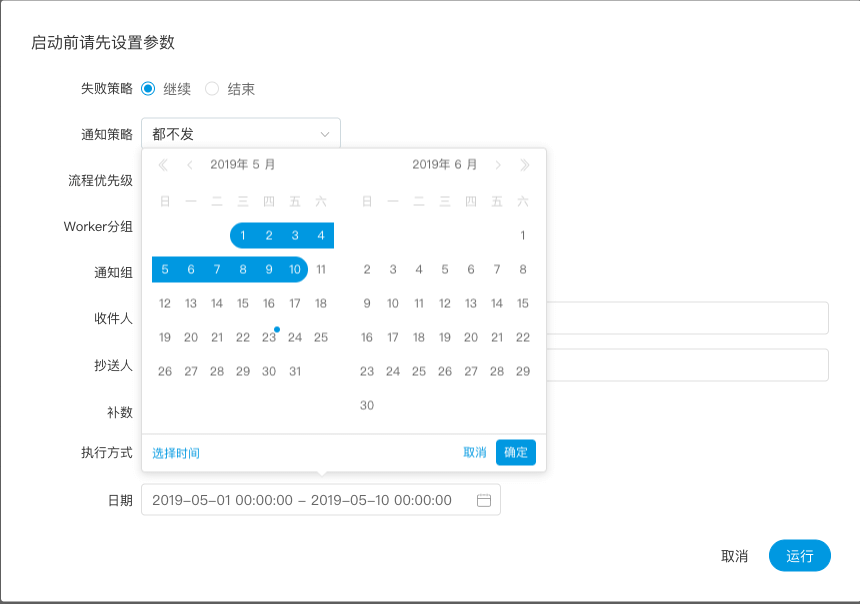 启动前请先设置参数
失败策略 继续 结束
通知策略 都不发
流程优先级
Worker分组
通知组
收件人
抄送人
补数
执行方式
2019年 5 月 2019年 6 月
日 一 二 三 四 五 六 日 一 二 三 四 五 六
1 2 3 4 1
5 6 7 8 9 10 11 2 3 4 5 6 7 8
12 13 14 15 16 17 18 9 10 11 12 13 14 15
19 20 21 22 23 24 25 16 17 18 19 20 21 22
26 27 28 29 30 31 23 24 25 26 27 28 29
30
选择时间 取消 确定
日期 2019-05-01 00:00:00 - 2019-05-10 00:00:00
取消 运行